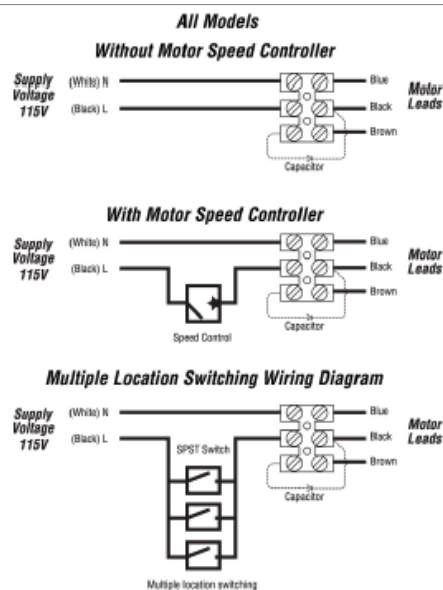 All Models
Without Motor Speed Controller
Supply Voltage 115V
(White) N
(Black) L
Blue
Black
Brown
Motor Leads
Capacitor
With Motor Speed Controller
Supply Voltage 115V
(White) N
(Black) L
Blue
Black
Brown
Motor Leads
Speed Control
Capacitor
Multiple Location Switching Wiring Diagram
Supply Voltage 115V
(White) N
(Black) L
SPST Switch
Blue
Black
Brown
Motor Leads
Capacitor
Multiple location switching